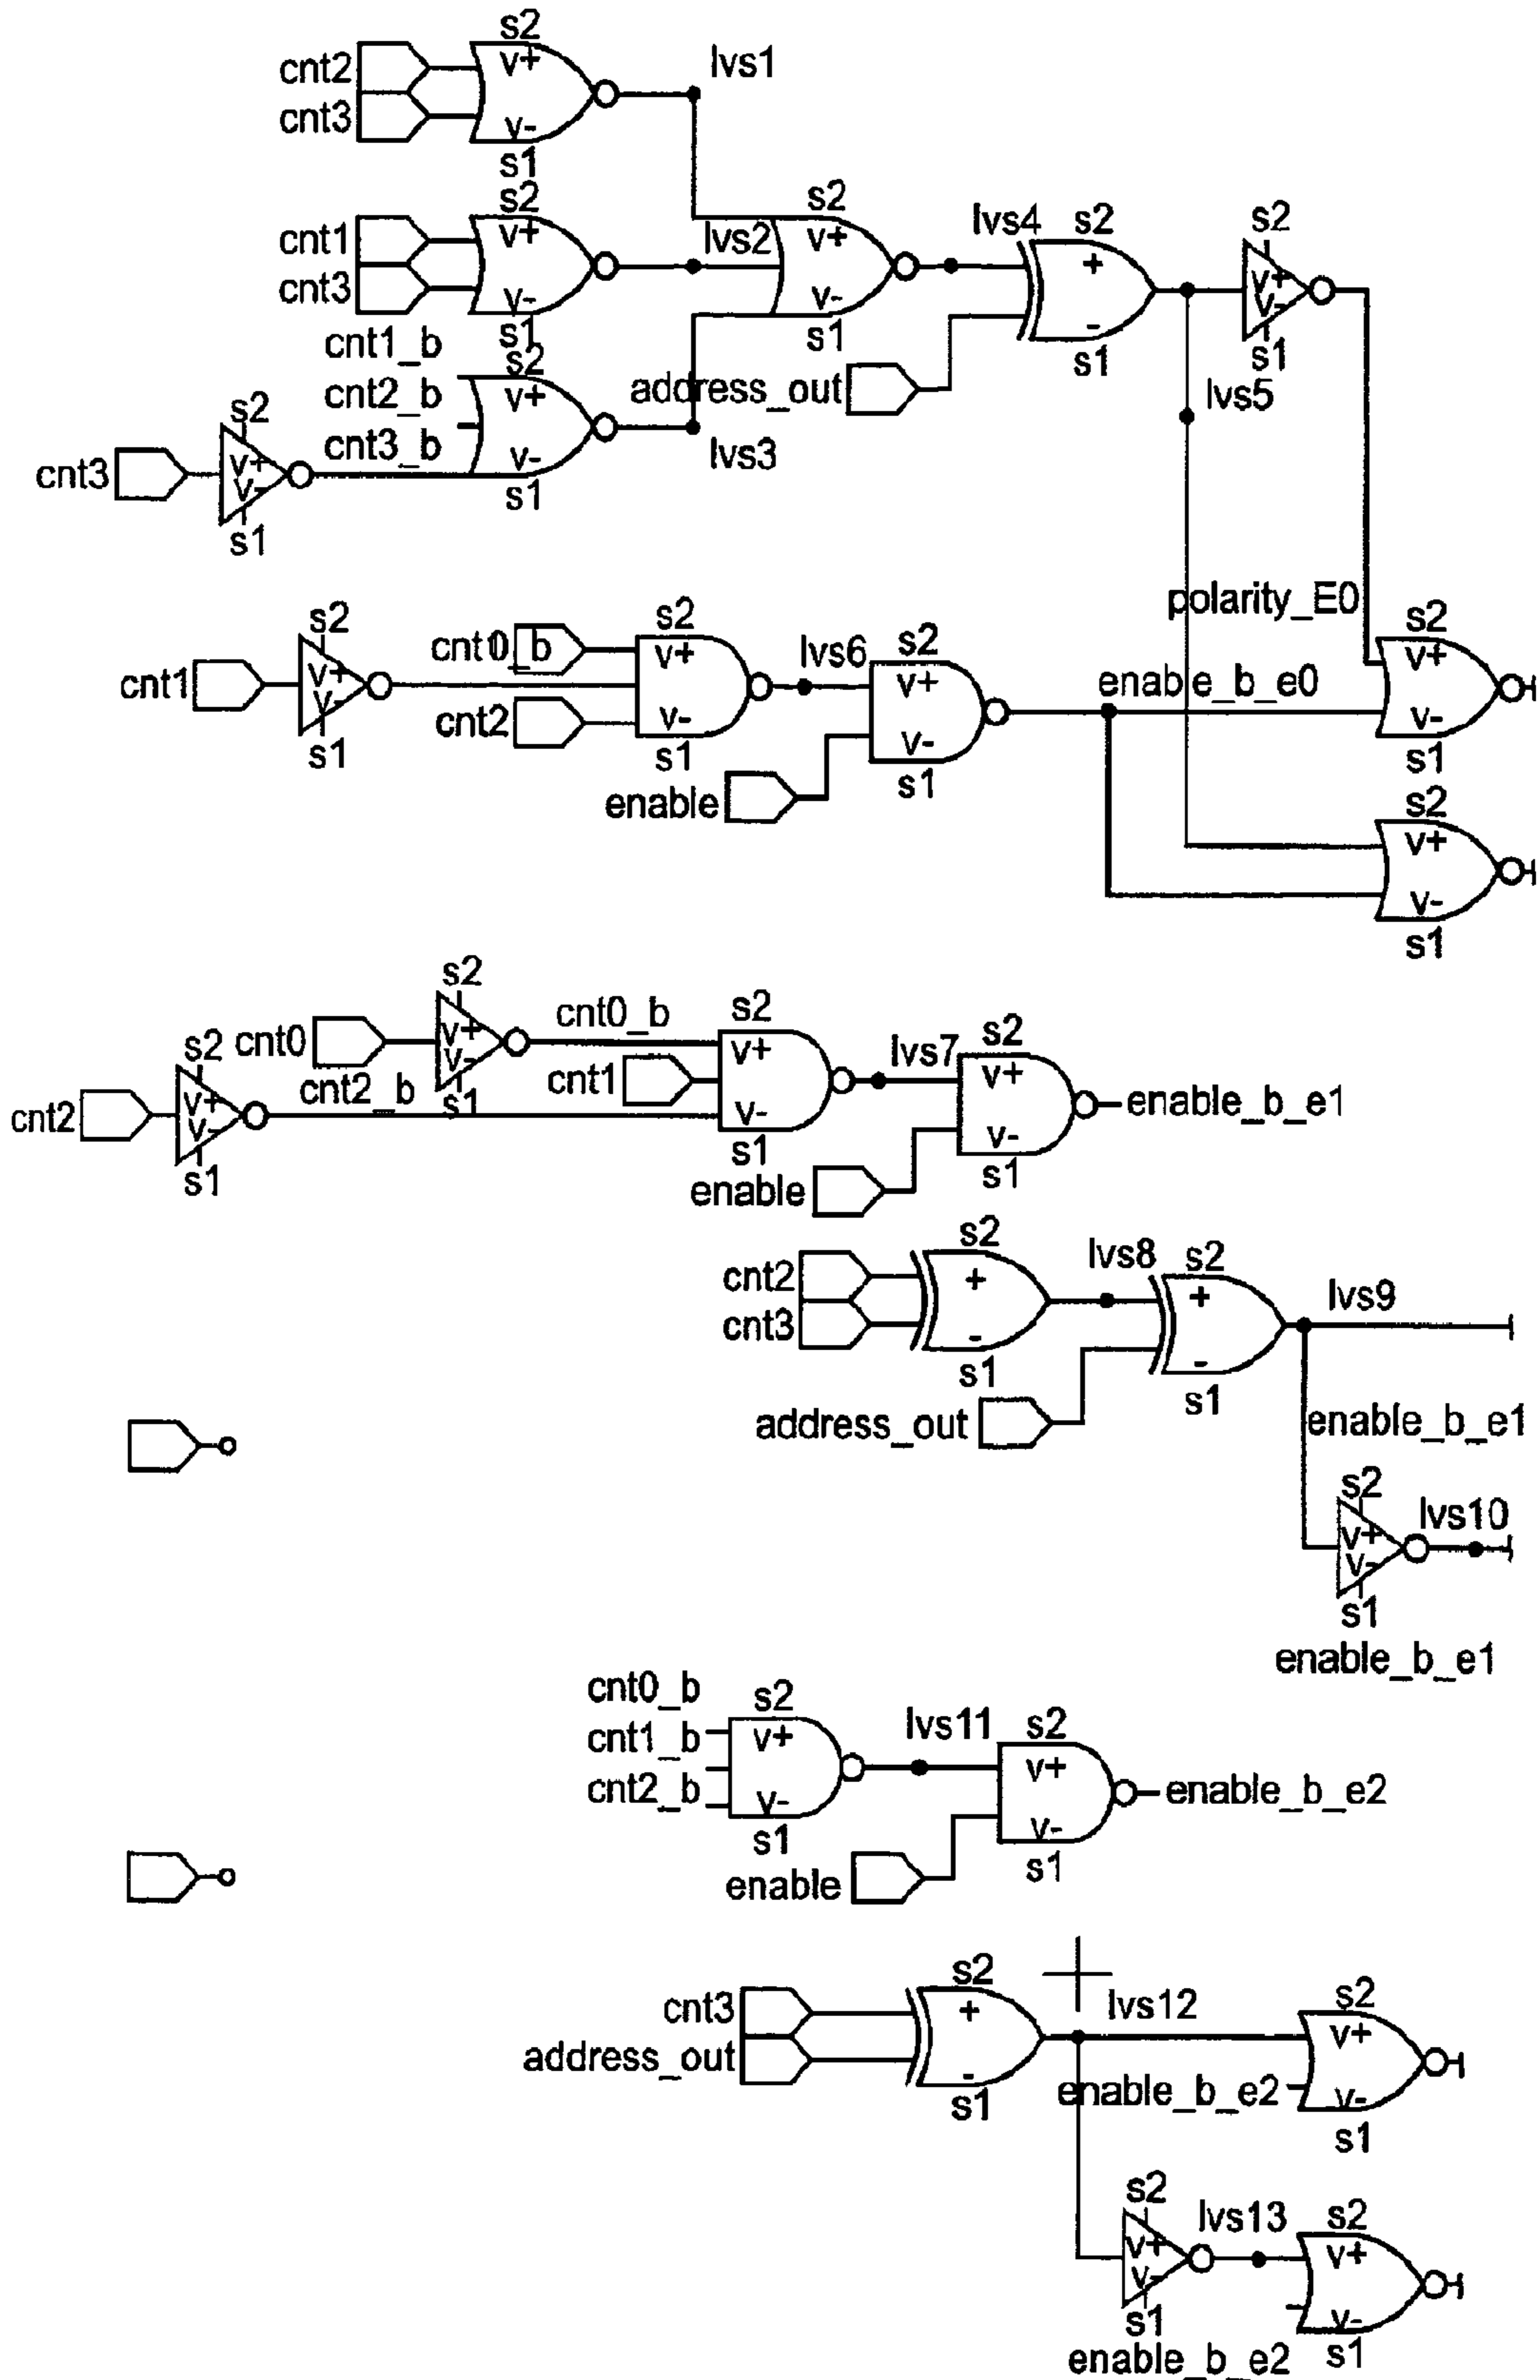 s2
cnt2
v+
lvs1
cnt3
v-
s1
s2
cnt1
v+
lvs2
cnt3
v-
s1
s2
v+
v-
s1
lvs4
s2
+
-
s1
s2
v+
v-
s1
cnt1_b
cnt2_b
cnt3_b
s2
v+
v-
s1
lvs3
address_out
lvs5
cnt3
s2
v+
v-
s1
polarity_E0
cnt1
s2
v+
v-
s1
cnt0_b
cnt2
s2
v+
v-
s1
lvs6
enable
s2
v+
v-
s1
enable_b_e0
s2
v+
v-
s1
s2
v+
v-
s1
cnt2
s2
v+
v-
s1
cnt0
s2
v+
v-
s1
cnt0_b
cnt2_b
cnt1
s2
v+
v-
s1
lvs7
enable
s2
v+
v-
s1
enable_b_e1
cnt2
cnt3
s2
+
-
s1
lvs8
address_out
s2
+
-
s1
lvs9
enable_b_e1
s2
v+
v-
s1
lvs10
enable_b_e1
cnt0_b
cnt1_b
cnt2_b
s2
v+
v-
s1
lvs11
enable
s2
v+
v-
s1
enable_b_e2
cnt3
address_out
s2
+
-
s1
lvs12
enable_b_e2
s2
v+
v-
s1
s2
v+
v-
s1
lvs13
enable_b_e2
s2
v+
v-
s1